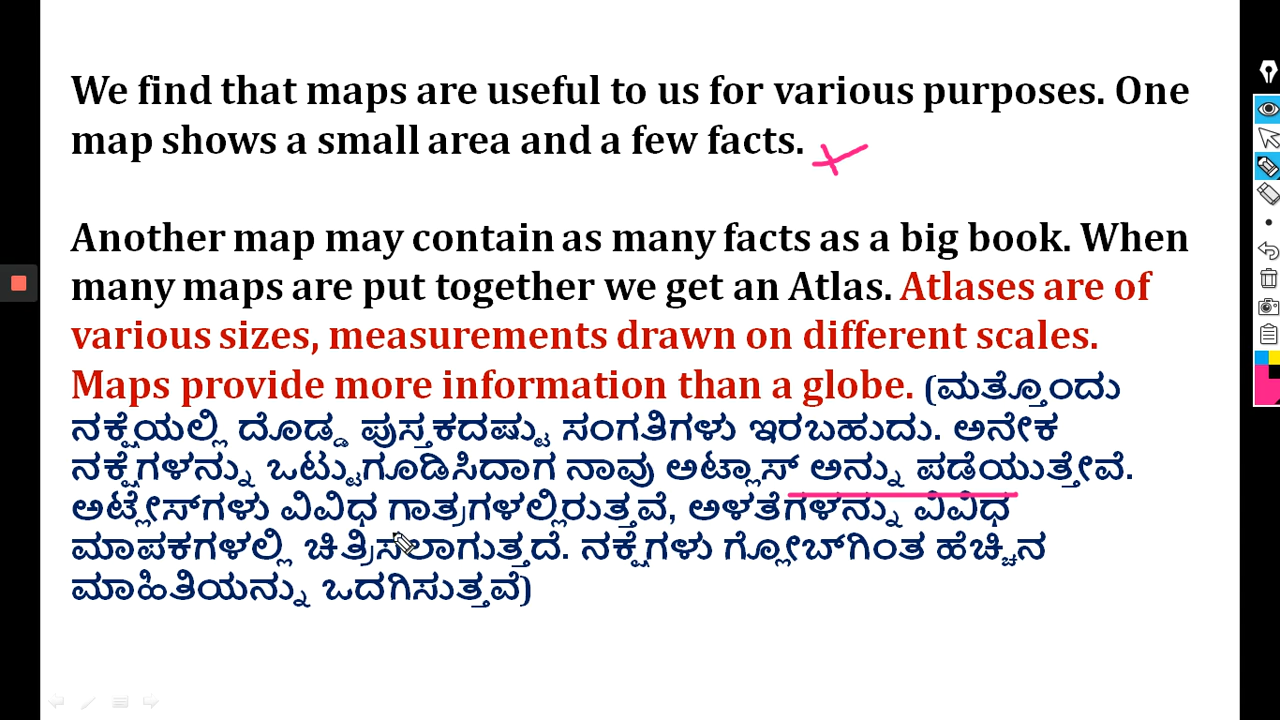 We find that maps are useful to us for various purposes. One
map shows a small area and a few facts.
Another map may contain as many facts as a big book. When
many maps are put together we get an Atlas. Atlases are of
various sizes, measurements drawn on different scales.
Maps provide more information than a globe. (ಮತ್ತೊಂದು
ನಕ್ಷೆಯಲ್ಲಿ ದೊಡ್ಡ ಪುಸ್ತಕದಷ್ಟು ಸಂಗತಿಗಳು ಇರಬಹುದು. ಅನೇಕ
ನಕ್ಷೆಗಳನ್ನು ಒಟ್ಟುಗೂಡಿಸಿದಾಗ ನಾವು ಅಟ್ಲಾಸ್ ಅನ್ನು ಪಡೆಯುತ್ತೇವೆ.
ಅಟ್ಲೇಸ್‌ಗಳು ವಿವಿಧ ಗಾತ್ರಗಳಲ್ಲಿರುತ್ತವೆ, ಅಳತೆಗಳನ್ನು ವಿವಿಧ
ಮಾಪಕಗಳಲ್ಲಿ ಚಿತ್ರಿಸಲಾಗುತ್ತದೆ. ನಕ್ಷೆಗಳು ಗ್ಲೋಬ್‌ಗಿಂತ ಹೆಚ್ಚಿನ
ಮಾಹಿತಿಯನ್ನು ಒದಗಿಸುತ್ತವೆ)